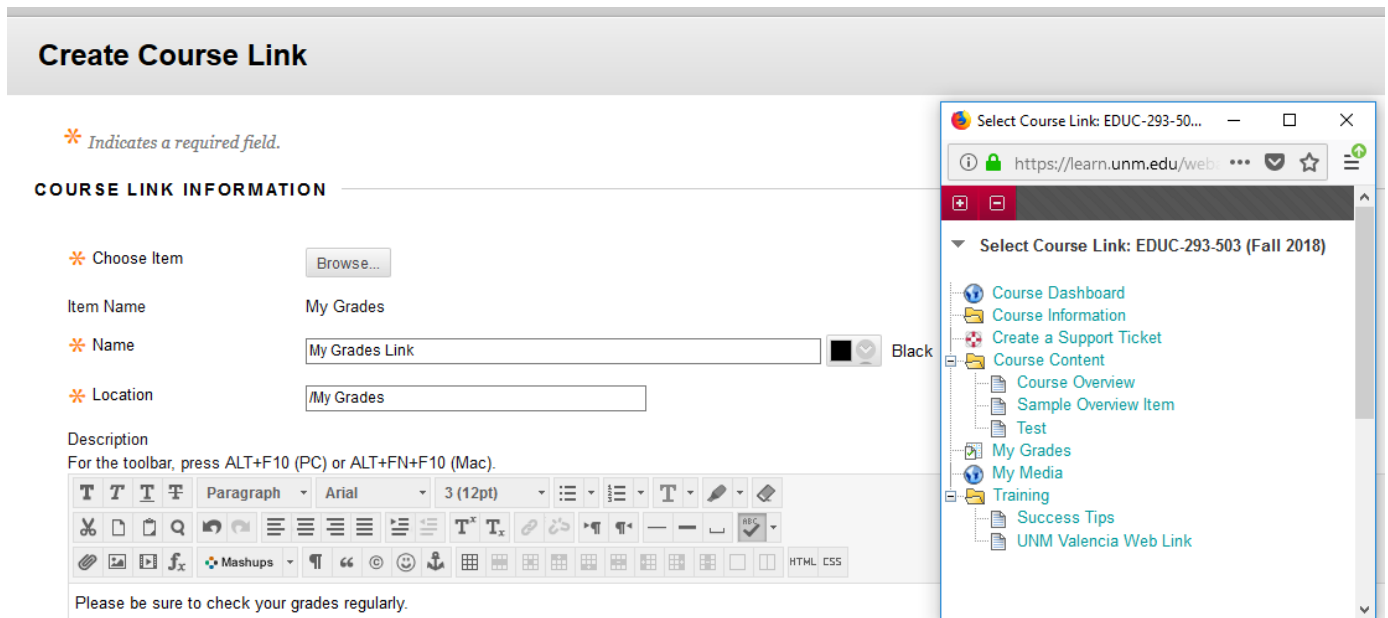 Create Course Link
* Indicates a required field.
COURSE LINK INFORMATION
* Choose Item Browse...
Item Name My Grades
* Name My Grades Link Black
* Location /My Grades
Description
For the toolbar, press ALT+F10 (PC) or ALT+FN+F10 (Mac).
T T T T Paragraph Arial 3 (12pt) T
Tx Tx ABC
fx Mashups HTML CSS
Please be sure to check your grades regularly.
Select Course Link: EDUC-293-50...
https://learn.unm.edu/web
Select Course Link: EDUC-293-503 (Fall 2018)
Course Dashboard
Course Information
Create a Support Ticket
Course Content
Course Overview
Sample Overview Item
Test
My Grades
My Media
Training
Success Tips
UNM Valencia Web Link